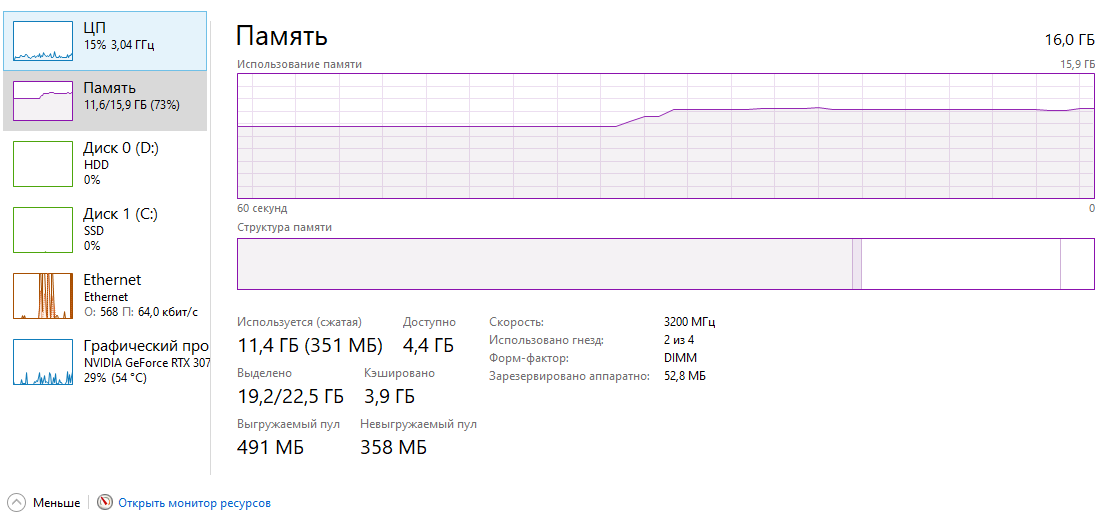 ЦП
15% 3,04 ГГц
Память
11,6/15,9 ГБ (73%)
Диск 0 (D:)
HDD
0%
Диск 1 (C:)
SSD
0%
Ethernet
Ethernet
О: 568 П: 64,0 кбит/с
Графический про
NVIDIA GeForce RTX 307
29% (54 °C)
Память
16,0 ГБ
Использование памяти
15,9 ГБ
60 секунд
0
Структура памяти
Используется (сжатая)
11,4 ГБ (351 МБ)
Доступно
4,4 ГБ
Выделено
19,2/22,5 ГБ
Кэшировано
3,9 ГБ
Выгружаемый пул
491 МБ
Невыгружаемый пул
358 МБ
Скорость: 3200 МГц
Использовано гнезд: 2 из 4
Форм-фактор: DIMM
Зарезервировано аппаратно: 52,8 МБ
Меньше
Открыть монитор ресурсов